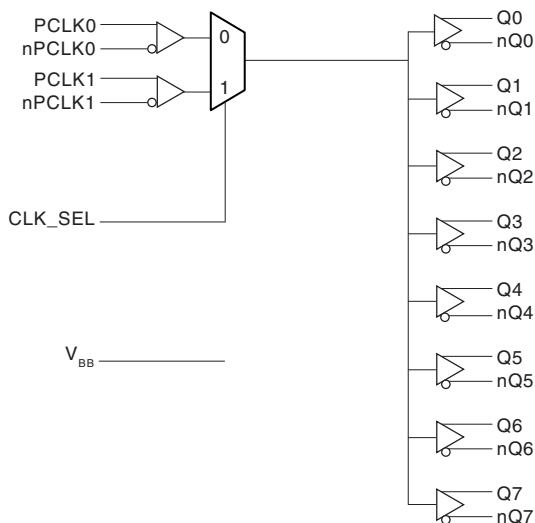 PCLK0
nPCLK0
PCLK1
nPCLK1
0
1
CLK_SEL
VBB
Q0
nQ0
Q1
nQ1
Q2
nQ2
Q3
nQ3
Q4
nQ4
Q5
nQ5
Q6
nQ6
Q7
nQ7